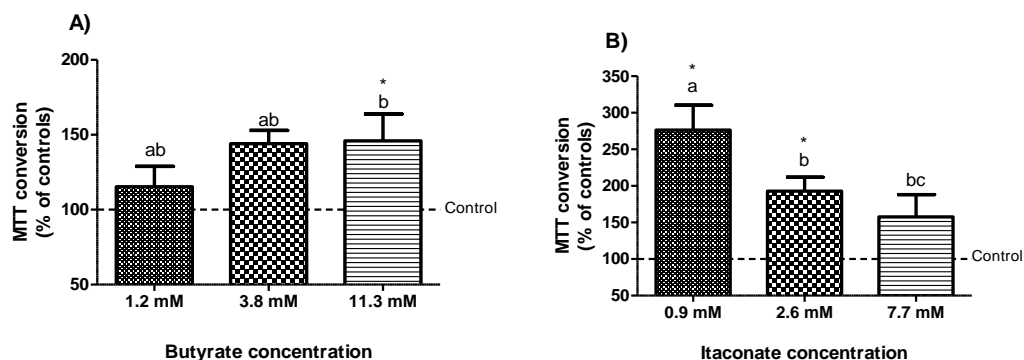 A)
MTT conversion
(% of controls)
200
150
100
50
ab
ab
*
b
Control
1.2 mM 3.8 mM 11.3 mM
Butyrate concentration
B)
MTT conversion
(% of controls)
350
300
250
200
150
100
50
*
a
*
b
bc
Control
0.9 mM 2.6 mM 7.7 mM
Itaconate concentration